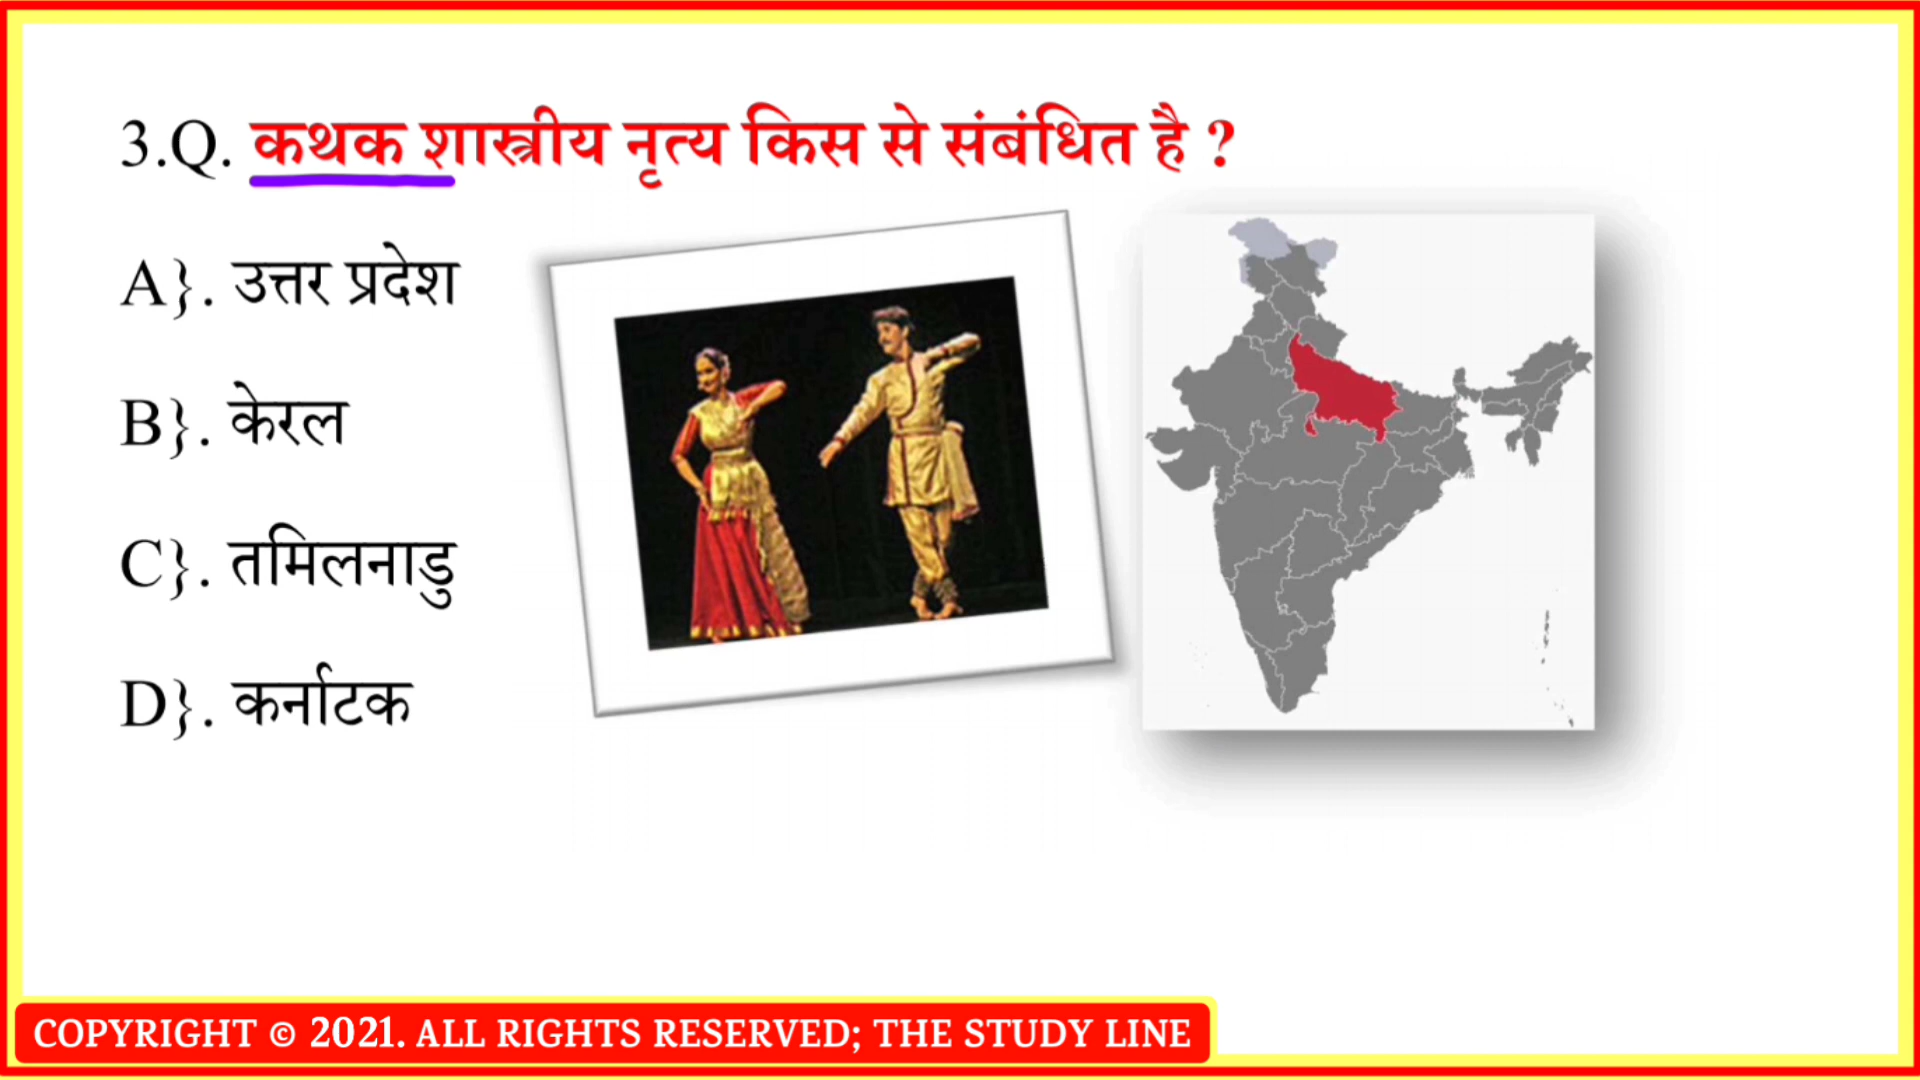 3.Q. कथक शास्त्रीय नृत्य किस से संबंधित है ?
A}. उत्तर प्रदेश
B}. केरल
C}. तमिलनाडु
D}. कर्नाटक
COPYRIGHT © 2021. ALL RIGHTS RESERVED; THE STUDY LINE